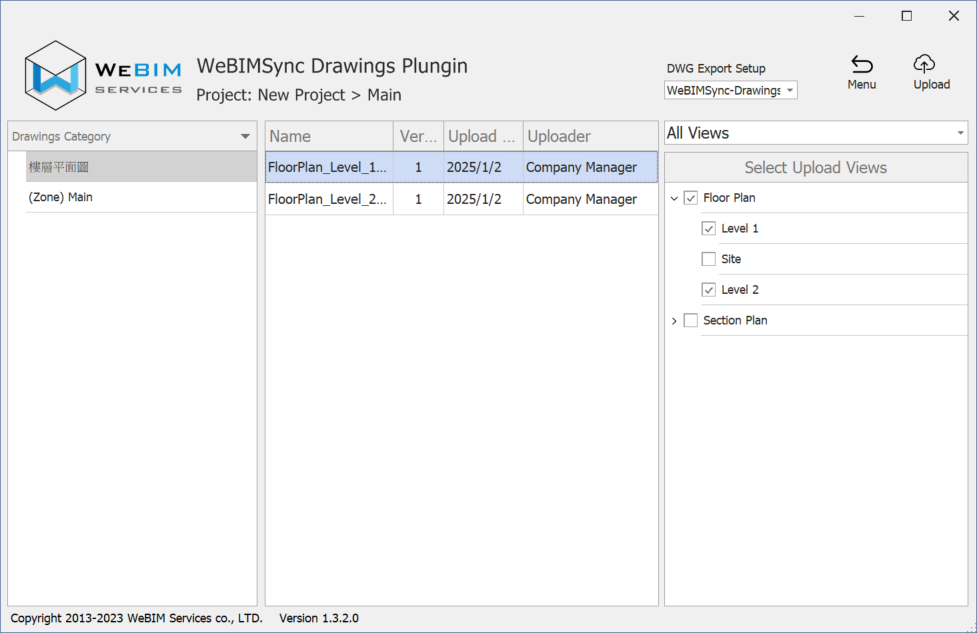 WEBIM
SERVICES
WeBIMSync Drawings Plungin
Project: New Project > Main
DWG Export Setup
WeBIMSync-Drawings
Menu
Upload
Drawings Category
樓層平面圖
(Zone) Main
Name Ver... Upload ... Uploader
FloorPlan_Level_1... 1 2025/1/2 Company Manager
FloorPlan_Level_2... 1 2025/1/2 Company Manager
All Views
Select Upload Views
Floor Plan
Level 1
Site
Level 2
Section Plan
Copyright 2013-2023 WeBIM Services co., LTD. Version 1.3.2.0